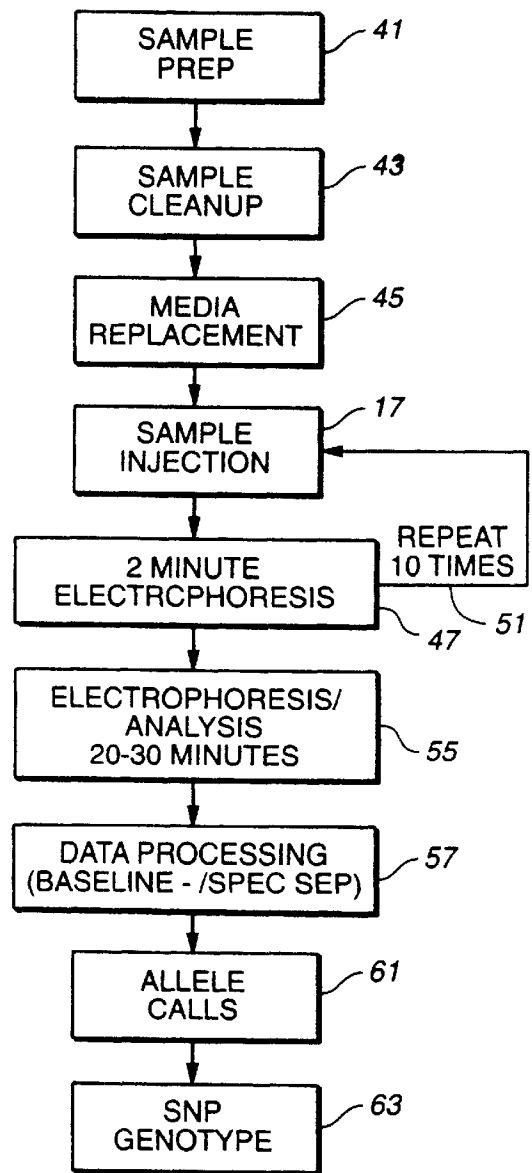 SAMPLE
PREP
41
SAMPLE
CLEANUP
43
MEDIA
REPLACEMENT
45
SAMPLE
INJECTION
17
2 MINUTE
ELECTRCPHORESIS
47
REPEAT
10 TIMES
51
ELECTROPHORESIS/
ANALYSIS
20-30 MINUTES
55
DATA PROCESSING
(BASELINE - /SPEC SEP)
57
ALLELE
CALLS
61
SNP
GENOTYPE
63